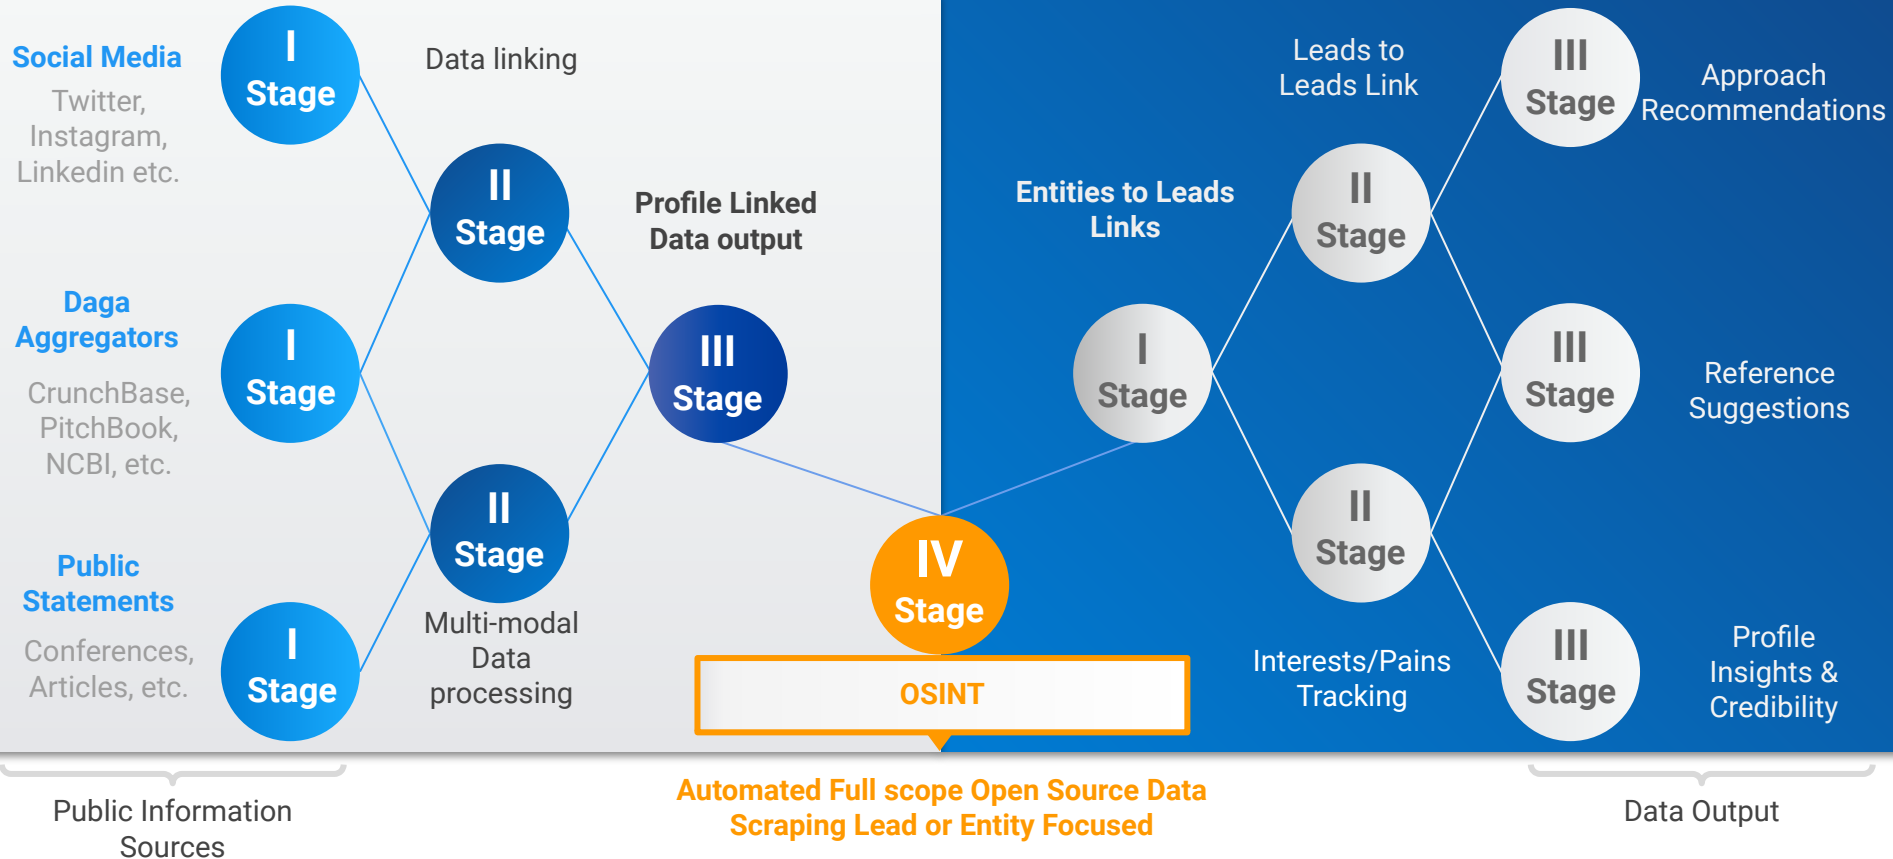 Social Media
Twitter,
Instagram,
Linkedin etc.
I
Stage
Data linking
II
Stage
Profile Linked
Data output
Daga
Aggregators
CrunchBase,
PitchBook,
NCBI, etc.
I
Stage
III
Stage
Public
Statements
Conferences,
Articles, etc.
I
Stage
II
Stage
Multi-modal
Data
processing
IV
Stage
OSINT
Entities to Leads
Links
I
Stage
Leads to
Leads Link
II
Stage
II
Stage
Interests/Pains
Tracking
III
Stage
Approach
Recommendations
III
Stage
Reference
Suggestions
III
Stage
Profile
Insights &
Credibility
Public Information
Sources
Automated Full scope Open Source Data
Scraping Lead or Entity Focused
Data Output